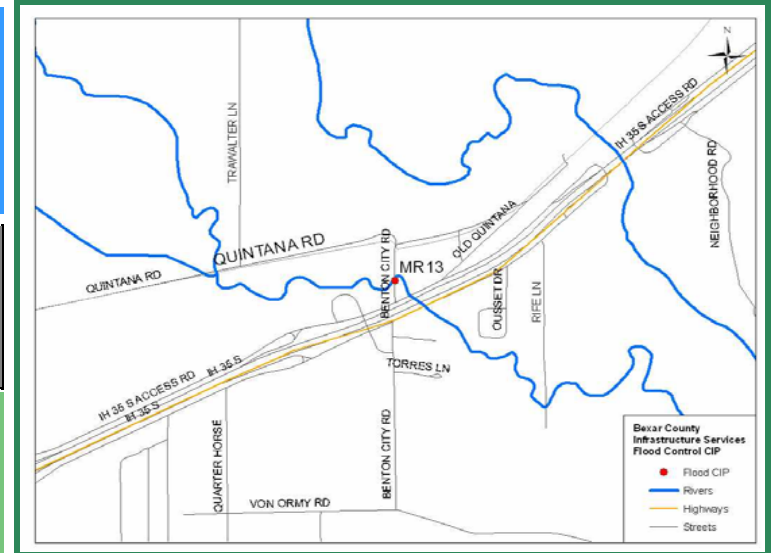 N
IH 35 S ACCESS RD
TRAWALTER LN
NEIGHBORHOOD RD
OLD QUINTANA
QUINTANA RD
BENTON CITY RD
MR 13
QUINTANA RD
OUSSET DR
RIFE LN
TORRES LN
IH 35 S ACCESS RD
IH 35 S
IH 35 S
QUARTER HORSE
BENTON CITY RD
VON ORMY RD
Bexar County
Infrastructure Services
Flood Control CIP
Flood CIP
Rivers
Highways
Streets